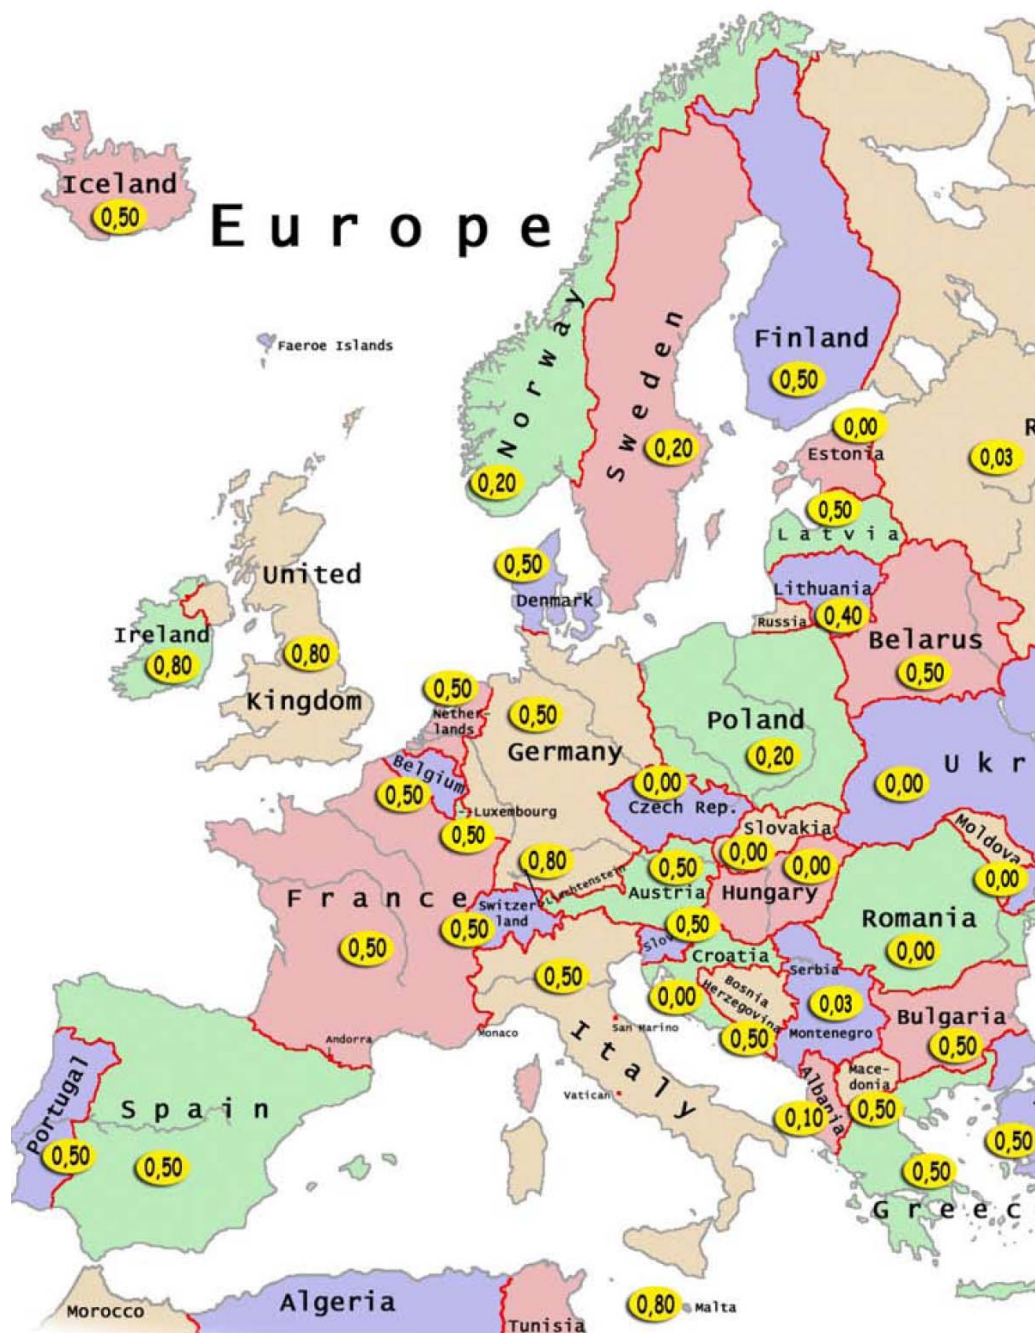 Iceland
0,50
Europe
Norway
0,20
Sweden
0,20
Finland
0,50
Faeroe Islands
0,00
Estonia
R
0,03
0,50
Latvia
0,50
Denmark
Lithuania
0,40
Russia
Belarus
0,50
United
Kingdom
0,80
Ireland
0,80
0,50
Nether-
lands
0,50
Germany
Poland
0,20
Ukr
0,00
Belgium
0,50
Luxembourg
0,50
0,00
Czech Rep.
Slovakia
0,00
0,00
Hungary
Moldova
0,00
0,80
Liechtenstein
0,50
Austria
France
0,50
Switzer
land
0,50
0,50
Slov
Croatia
0,00
Romania
0,00
0,50
Italy
Bosnia
Herzegovina
0,50
Serbia
0,03
Montenegro
Bulgaria
0,50
San Marino
Monaco
Andorra
Vatican
Portugal
0,50
Spain
0,50
Albania
0,10
Mace-
donia
0,50
0,50
Greec
0,50
Morocco
Algeria
Tunisia
0,80
Malta